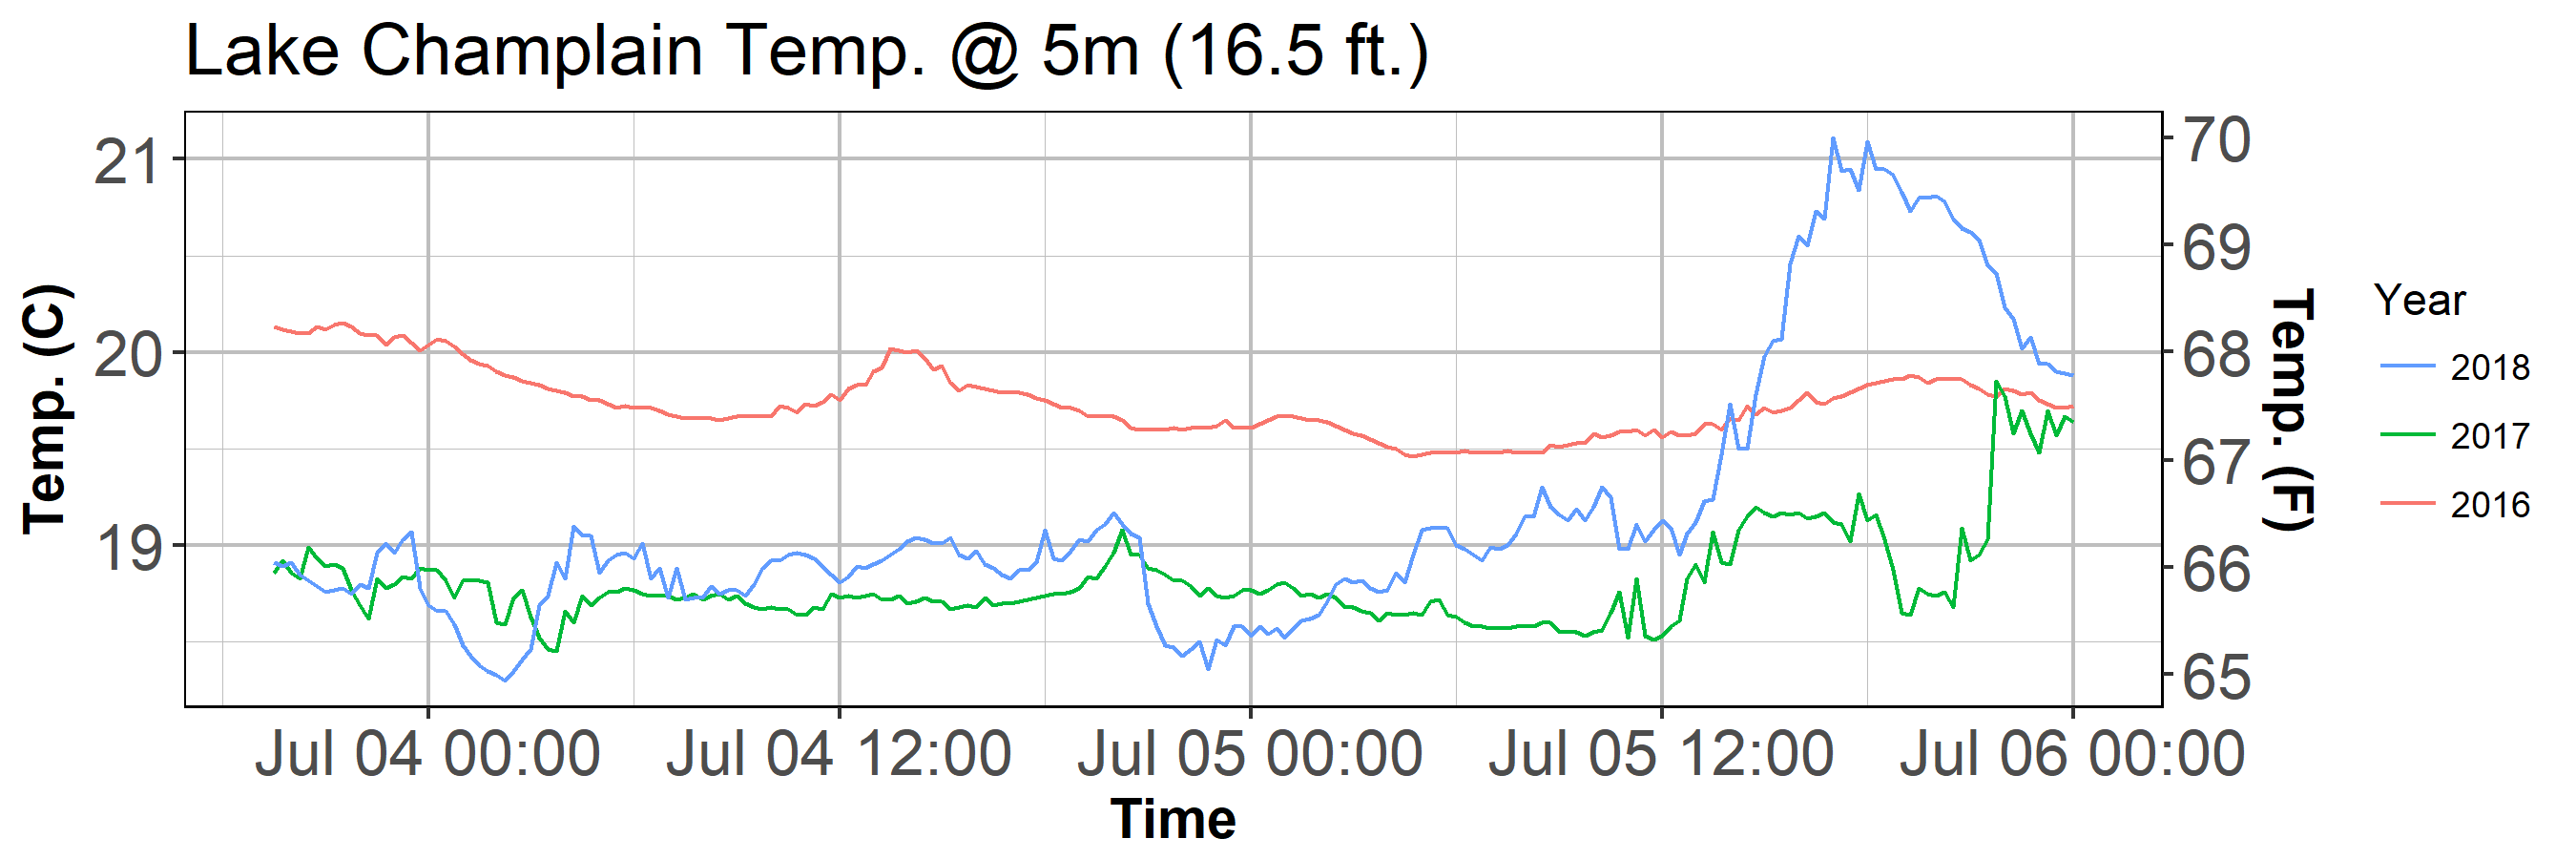 Lake Champlain Temp. @ 5m (16.5 ft.)
21
20
19
Temp. (C)
70
69
68
67
66
65
Temp. (F)
Jul 04 00:00 Jul 04 12:00 Jul 05 00:00 Jul 05 12:00 Jul 06 00:00
Time
Year
2018
2017
2016